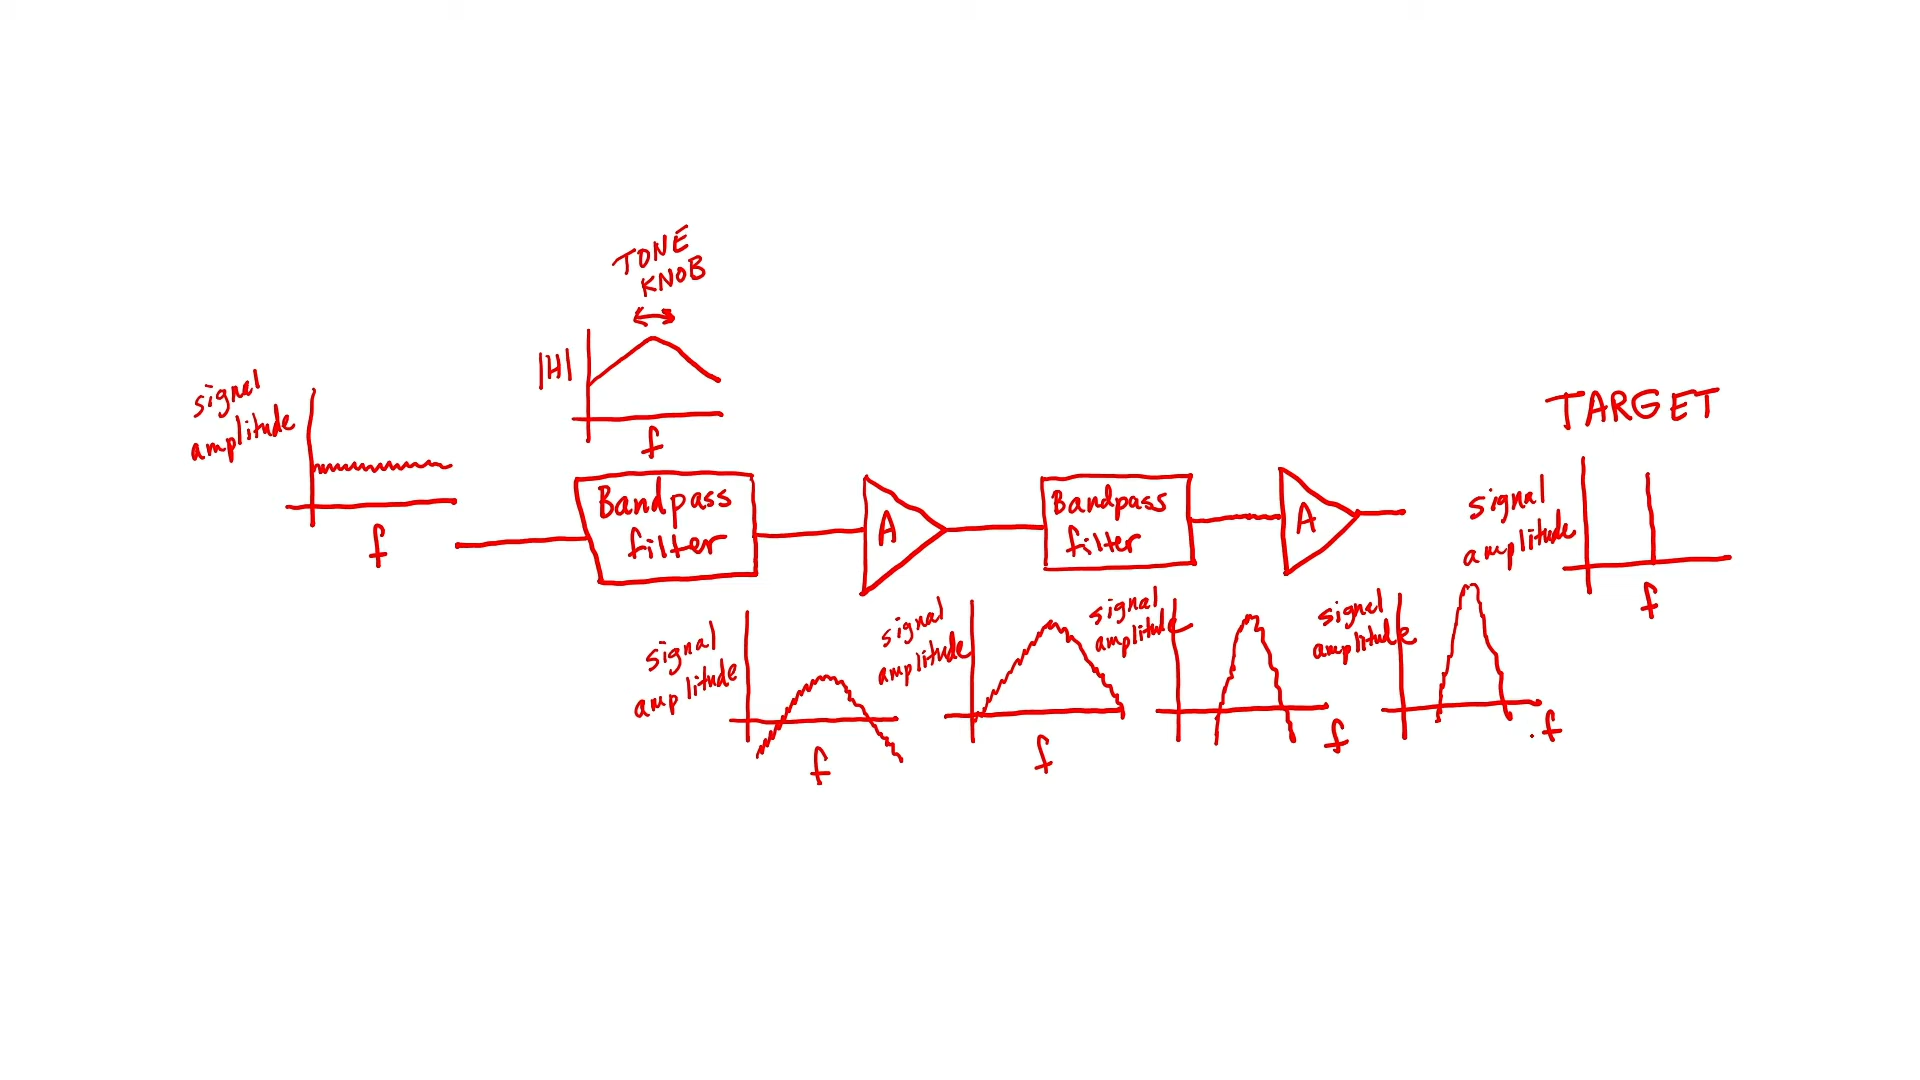 TONE
KNOB
|H|
f
signal
amplitude
f
Bandpass
filter
A
Bandpass
filter
A
TARGET
signal
amplitude
f
signal
amplitude
f
signal
amplitude
f
signal
amplitude
f
signal
amplitude
f